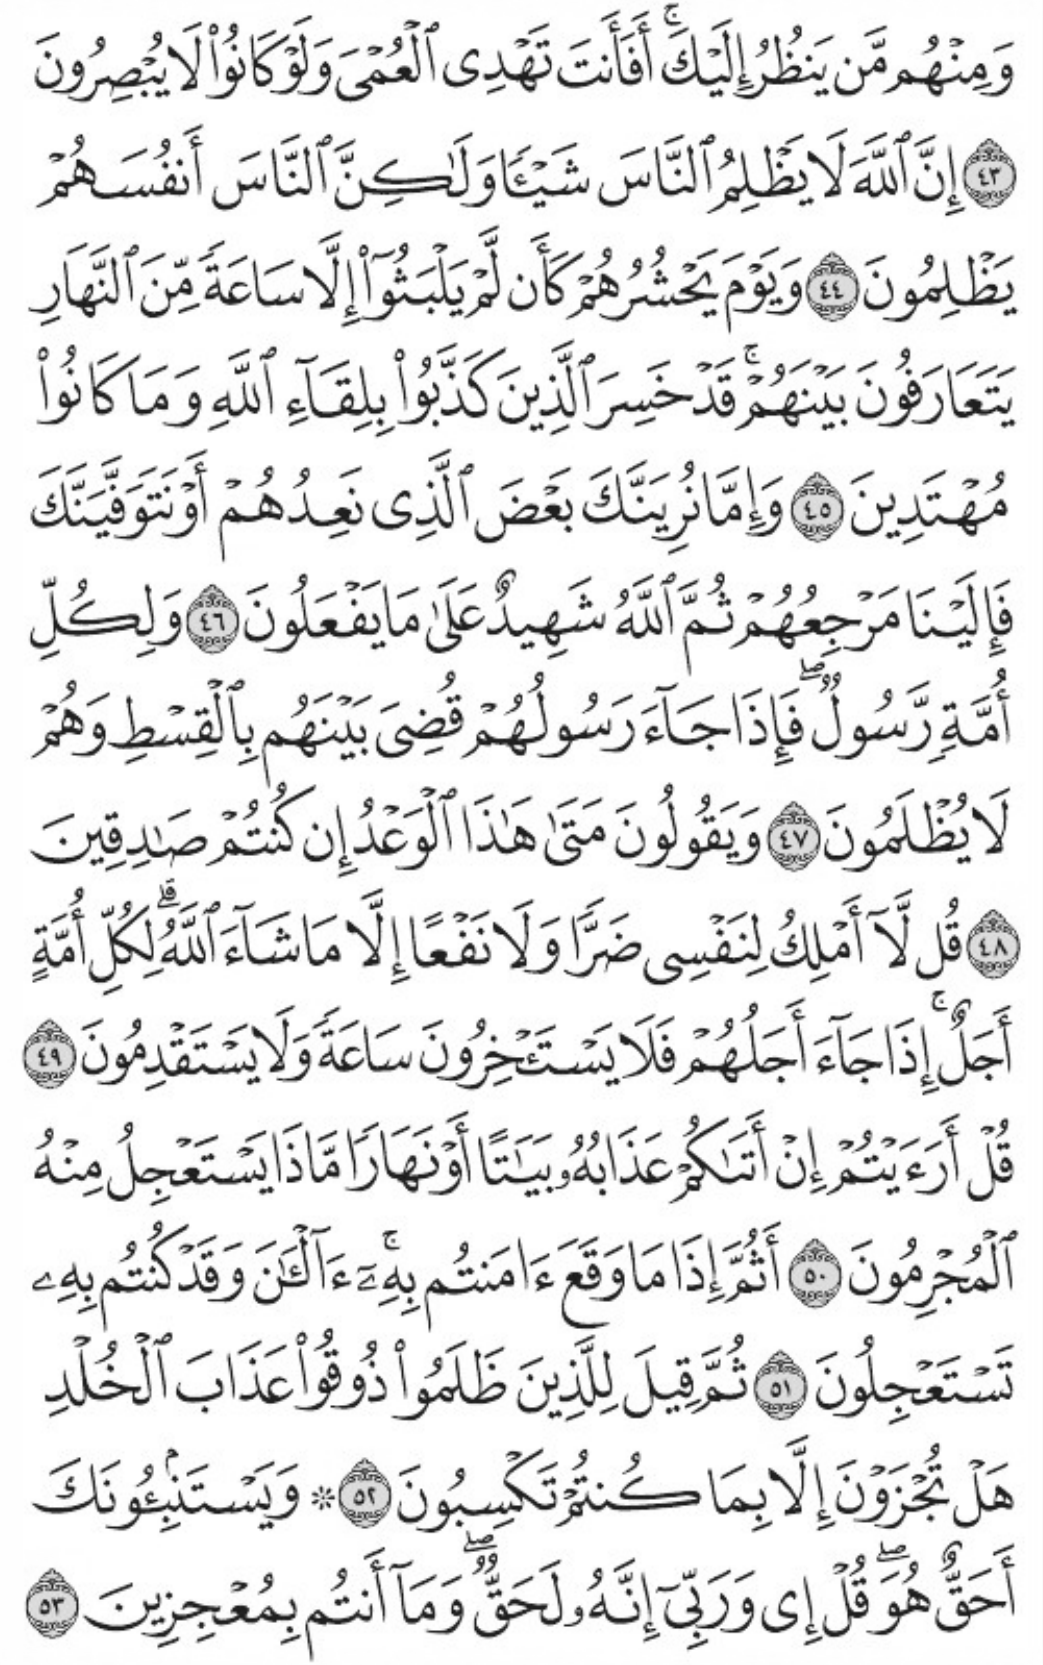 وَمِنْهُم مَّن يَنظُرُ إِلَيْكَ ۚ أَفَأَنتَ تَهْدِى ٱلْعُمْىَ وَلَوْ كَانُوا۟ لَا يُبْصِرُونَ
﴿٤٣﴾ إِنَّ ٱللَّهَ لَا يَظْلِمُ ٱلنَّاسَ شَيْـًٔا وَلَـٰكِنَّ ٱلنَّاسَ أَنفُسَهُمْ
يَظْلِمُونَ ﴿٤٤﴾ وَيَوْمَ يَحْشُرُهُمْ كَأَن لَّمْ يَلْبَثُوٓا۟ إِلَّا سَاعَةً مِّنَ ٱلنَّهَارِ
يَتَعَارَفُونَ بَيْنَهُمْ ۚ قَدْ خَسِرَ ٱلَّذِينَ كَذَّبُوا۟ بِلِقَآءِ ٱللَّهِ وَمَا كَانُوا۟
مُهْتَدِينَ ﴿٤٥﴾ وَإِمَّا نُرِيَنَّكَ بَعْضَ ٱلَّذِى نَعِدُهُمْ أَوْ نَتَوَفَّيَنَّكَ
فَإِلَيْنَا مَرْجِعُهُمْ ثُمَّ ٱللَّهُ شَهِيدٌ عَلَىٰ مَا يَفْعَلُونَ ﴿٤٦﴾ وَلِكُلِّ
أُمَّةٍ رَّسُولٌ ۖ فَإِذَا جَآءَ رَسُولُهُمْ قُضِىَ بَيْنَهُم بِٱلْقِسْطِ وَهُمْ
لَا يُظْلَمُونَ ﴿٤٧﴾ وَيَقُولُونَ مَتَىٰ هَـٰذَا ٱلْوَعْدُ إِن كُنتُمْ صَـٰدِقِينَ
﴿٤٨﴾ قُل لَّآ أَمْلِكُ لِنَفْسِى ضَرًّا وَلَا نَفْعًا إِلَّا مَا شَآءَ ٱللَّهُ ۗ لِكُلِّ أُمَّةٍ
أَجَلٌ ۚ إِذَا جَآءَ أَجَلُهُمْ فَلَا يَسْتَـْٔخِرُونَ سَاعَةً وَلَا يَسْتَقْدِمُونَ ﴿٤٩﴾
قُلْ أَرَءَيْتُمْ إِنْ أَتَىٰكُمْ عَذَابُهُۥ بَيَـٰتًا أَوْ نَهَارًا مَّاذَا يَسْتَعْجِلُ مِنْهُ
ٱلْمُجْرِمُونَ ﴿٥٠﴾ أَثُمَّ إِذَا مَا وَقَعَ ءَامَنتُم بِهِۦٓ ۚ ءَآلْـَٔـٰنَ وَقَدْ كُنتُم بِهِۦ
تَسْتَعْجِلُونَ ﴿٥١﴾ ثُمَّ قِيلَ لِلَّذِينَ ظَلَمُوا۟ ذُوقُوا۟ عَذَابَ ٱلْخُلْدِ
هَلْ تُجْزَوْنَ إِلَّا بِمَا كُنتُمْ تَكْسِبُونَ ﴿٥٢﴾ * وَيَسْتَنۢبِـُٔونَكَ
أَحَقٌّ هُوَ ۖ قُلْ إِى وَرَبِّىٓ إِنَّهُۥ لَحَقٌّ ۖ وَمَآ أَنتُم بِمُعْجِزِينَ ﴿٥٣﴾